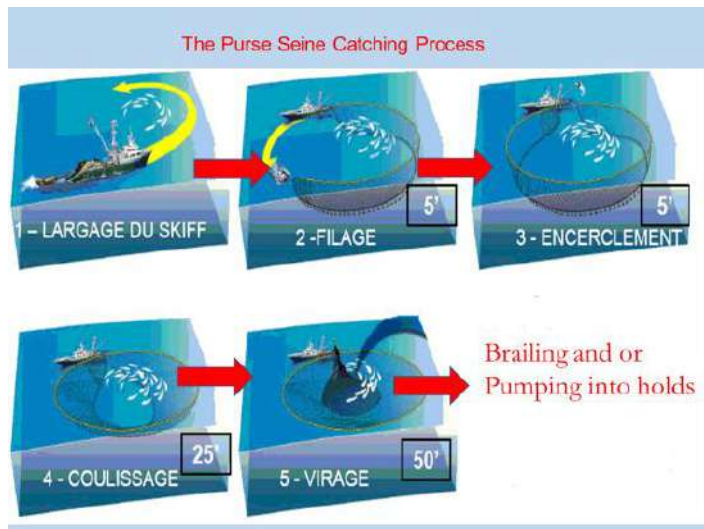 The Purse Seine Catching Process
1 – LARGAGE DU SKIFF
5'
2 -FILAGE
5'
3 - ENCERCLEMENT
25'
4 - COULISSAGE
50'
5 - VIRAGE
Brailing and or
Pumping into holds